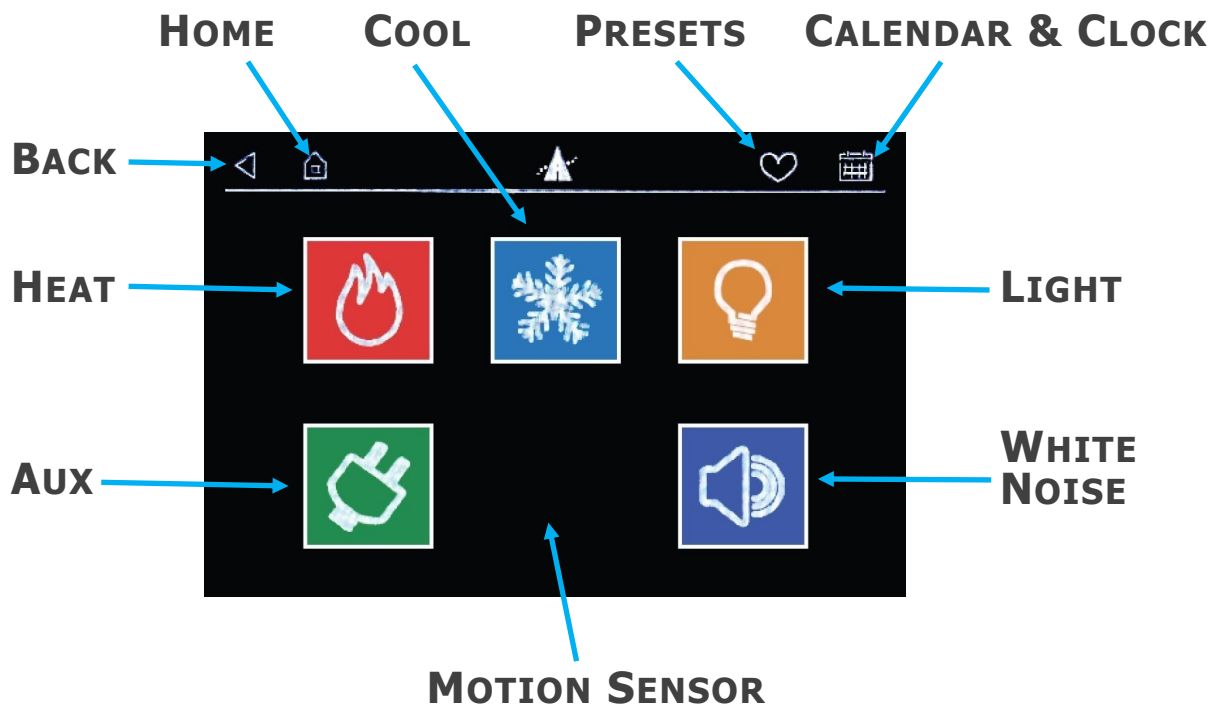 HOME COOL PRESETS CALENDAR & CLOCK
BACK
HEAT
LIGHT
AUX
WHITE
NOISE
MOTION SENSOR